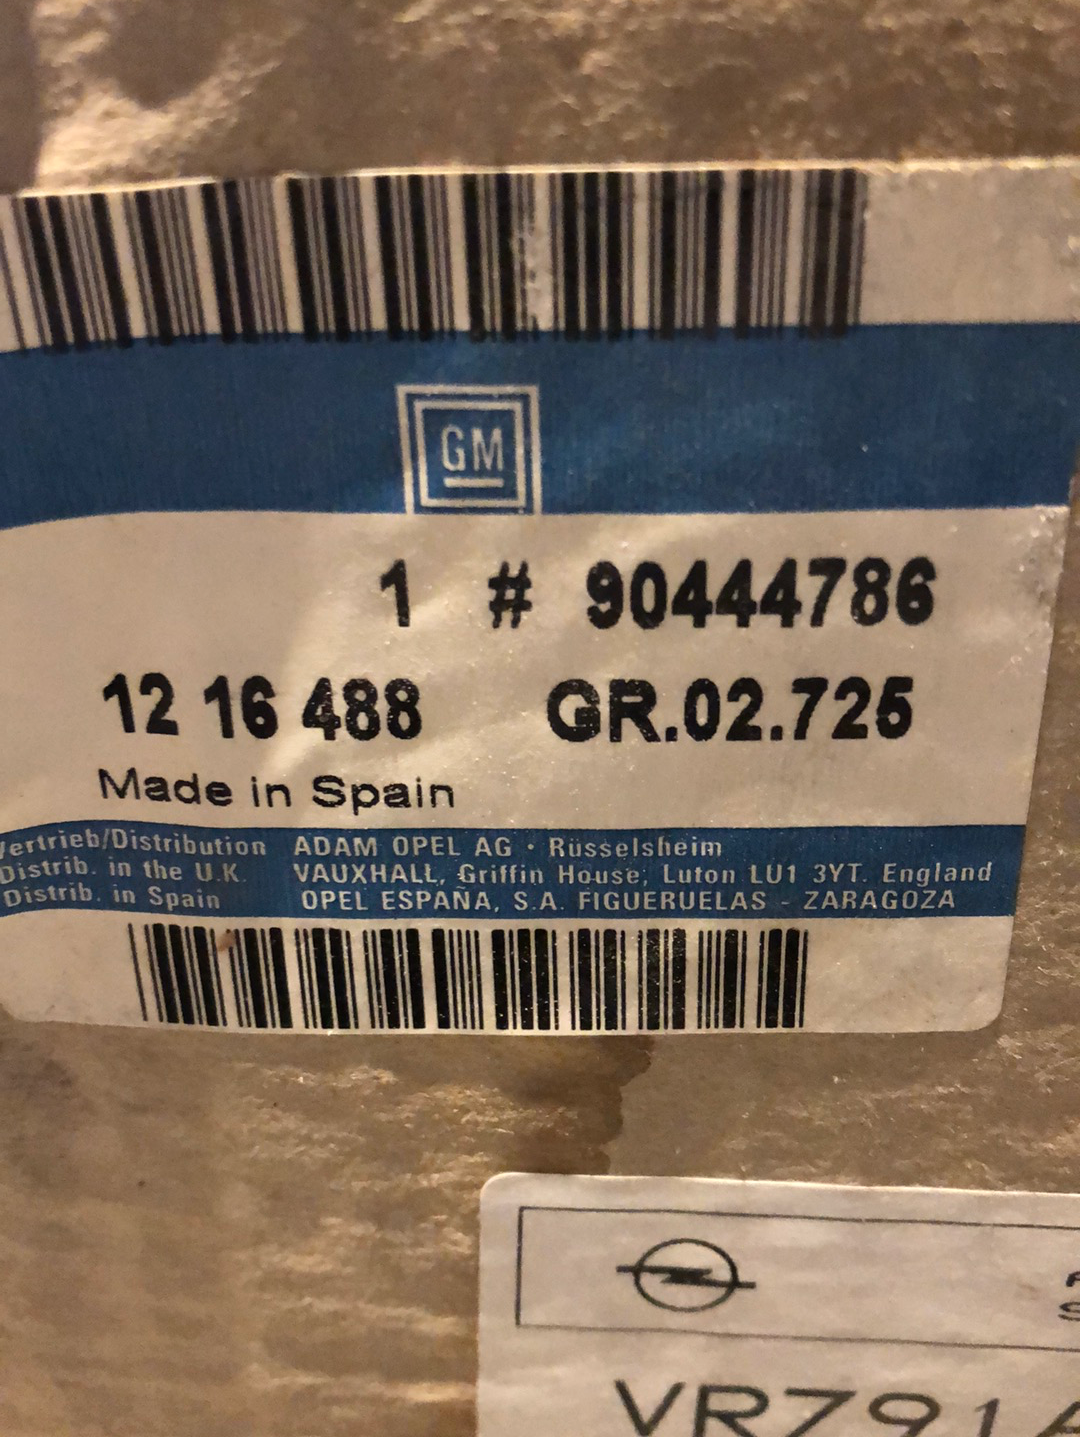 GM
1 # 90444786
12 16 488 GR.02.725
Made in Spain
Vertrieb/Distribution ADAM OPEL AG · Rüsselsheim
Distrib. in the U.K. VAUXHALL, Griffin House, Luton LU1 3YT. England
Distrib. in Spain OPEL ESPAÑA, S.A. FIGUERUELAS - ZARAGOZA
VR791A